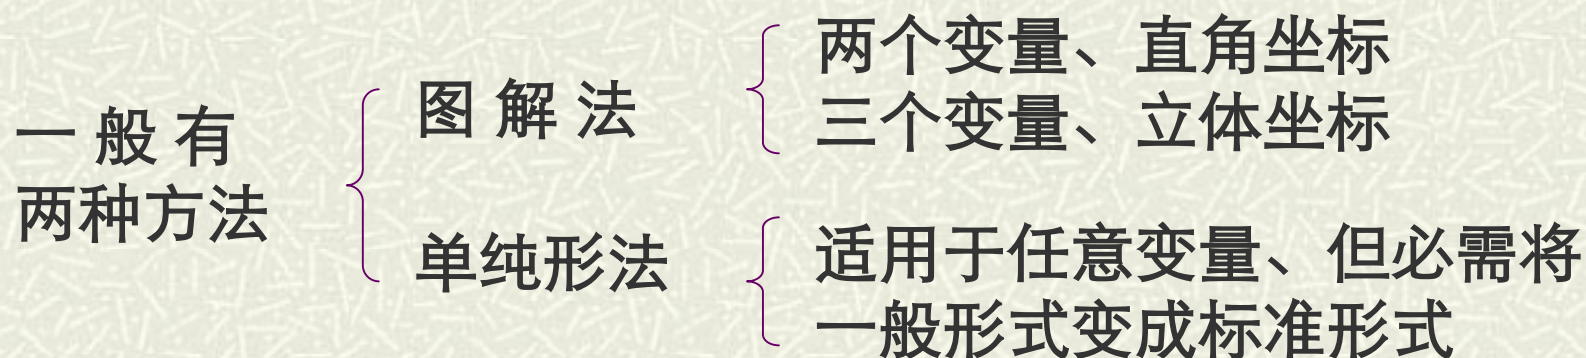 一 般 有
两种方法
图 解 法
两个变量、直角坐标
三个变量、立体坐标
单纯形法
适用于任意变量、但必需将
一般形式变成标准形式